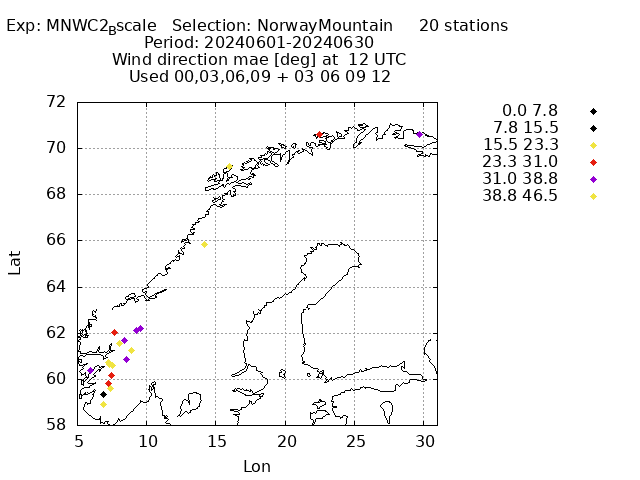 Exp: MNWC2_Bscale   Selection: NorwayMountain     20 stations
Period: 20240601-20240630
Wind direction mae [deg] at  12 UTC
Used 00,03,06,09 + 03 06 09 12
72
70
68
66
64
62
60
58
Lat
5 10 15 20 25 30
Lon
0.0 7.8
7.8 15.5
15.5 23.3
23.3 31.0
31.0 38.8
38.8 46.5